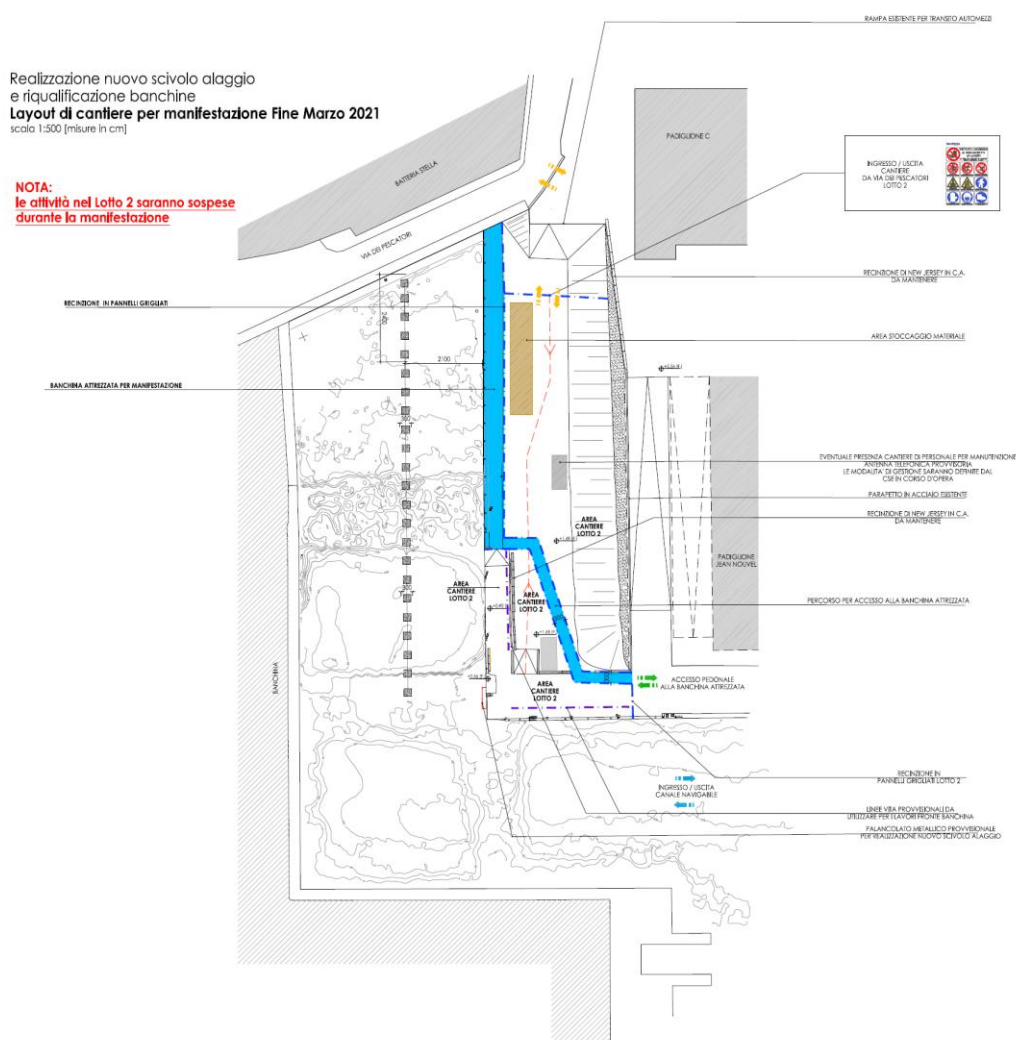 Realizzazione nuovo scivolo alaggio
e riqualificazione banchine
Layout di cantiere per manifestazione Fine Marzo 2021
scala 1:500 [misure in cm]
NOTA:
le attività nel Lotto 2 saranno sospese
durante la manifestazione
RAMPA ESISTENTE PER TRANSITO AUTOMEZZI
PADIGLIONE C
BATTERIA STELLA
VIA DEI PESCATORI
INGRESSO / USCITA
CANTIERE
DA VIA DEI PESCATORI
LOTTO 2
RECINZIONE DI NEW JERSEY IN C.A.
DA MANTENERE
RECINZIONE IN PANNELLI GRIGLIATI
2400
AREA STOCCAGGIO MATERIALE
2100
BANCHINA ATTREZZATA PER MANIFESTAZIONE
300
EVENTUALE PRESENZA CANTIERE DI PERSONALE PER MANUTENZIONE
ANTENNA TELEFONICA PROVVISORIA
LE MODALITA' DI GESTIONE SARANNO DEFINITE DAL
CSE IN CORSO D'OPERA
PARAPETTO IN ACCIAIO ESISTENTE
RECINZIONE DI NEW JERSEY IN C.A.
DA MANTENERE
AREA
CANTIERE
LOTTO 2
PADIGLIONE
JEAN NOUVEL
AREA
CANTIERE
LOTTO 2
AREA
CANTIERE
LOTTO 2
300
PERCORSO PER ACCESSO ALLA BANCHINA ATTREZZATA
BANCHINA
AREA
CANTIERE
LOTTO 2
ACCESSO PEDONALE
ALLA BANCHINA ATTREZZATA
RECINZIONE IN
PANNELLI GRIGLIATI LOTTO 2
INGRESSO / USCITA
CANALE NAVIGABILE
LINEE VITA PROVVISIONALI DA
UTILIZZARE PER I LAVORI FRONTE BANCHINA
PALANCOLATO METALLICO PROVVISIONALE
PER REALIZZAZIONE NUOVO SCIVOLO ALAGGIO